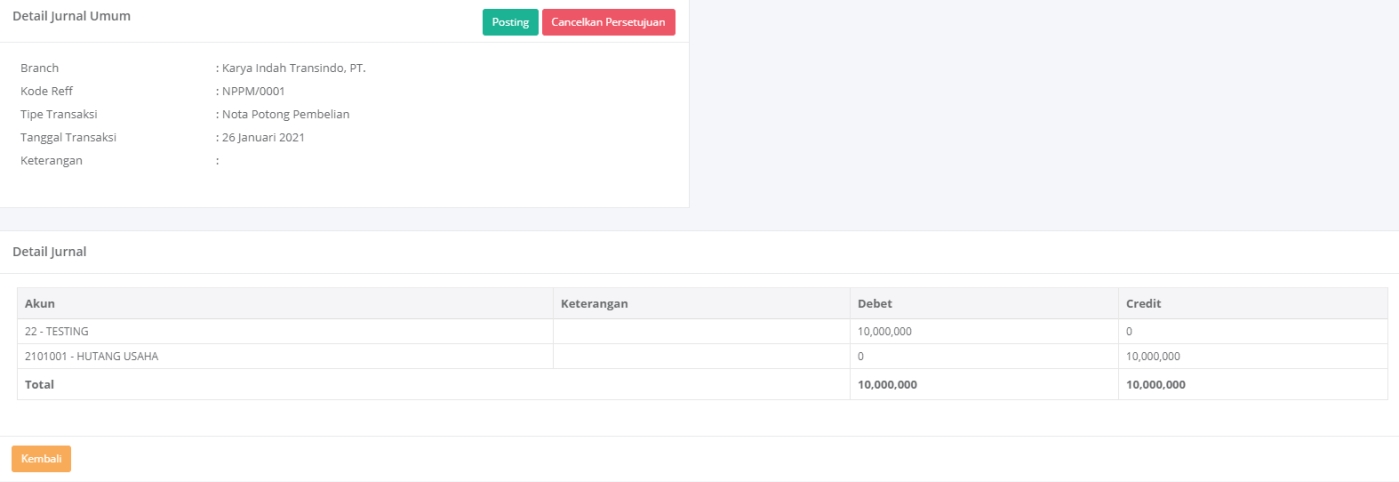 Detail Jurnal Umum
Posting
Cancelkan Persetujuan
Branch : Karya Indah Transindo, PT.
Kode Reff : NPPM/0001
Tipe Transaksi : Nota Potong Pembelian
Tanggal Transaksi : 26 Januari 2021
Keterangan :
Detail Jurnal
Akun Keterangan Debet Credit
22 - TESTING 10,000,000 0
2101001 - HUTANG USAHA 0 10,000,000
Total 10,000,000 10,000,000
Kembali